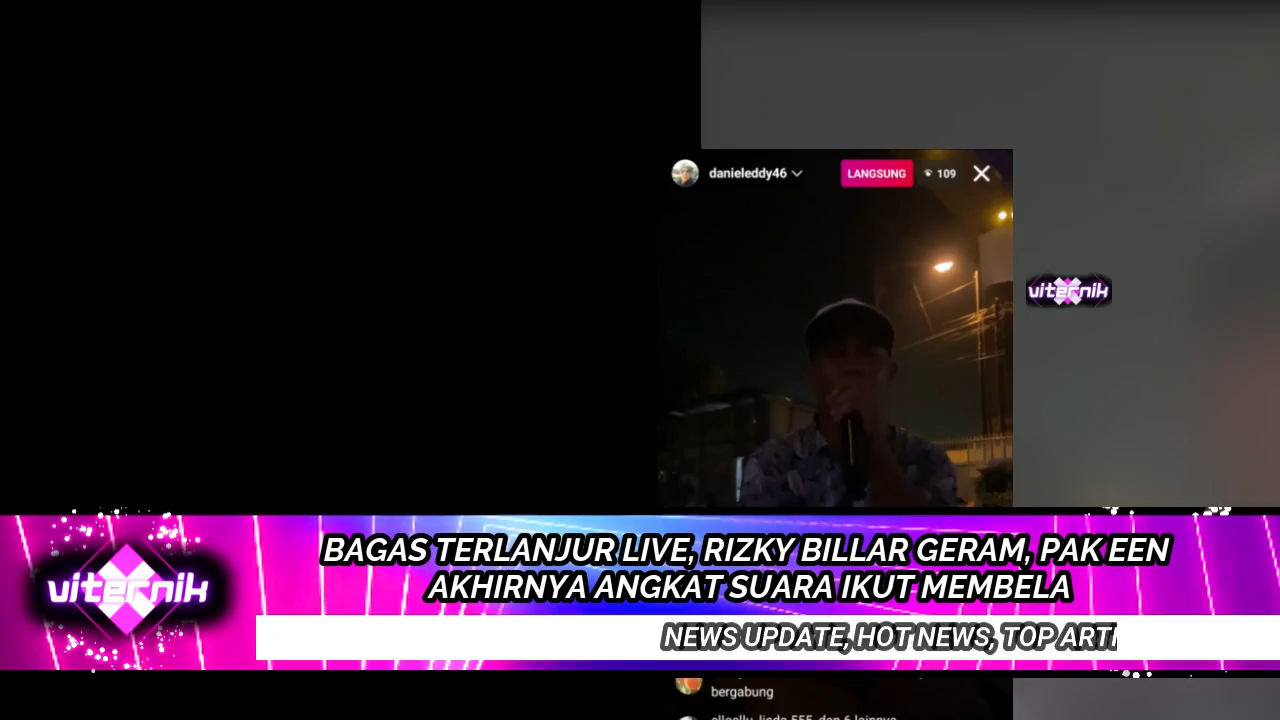 danieleddy46
LANGSUNG
109
viternik
BAGAS TERLANJUR LIVE, RIZKY BILLAR GERAM, PAK EEN
AKHIRNYA ANGKAT SUARA IKUT MEMBELA
viternik
NEWS UPDATE, HOT NEWS, TOP ARTI
bergabung